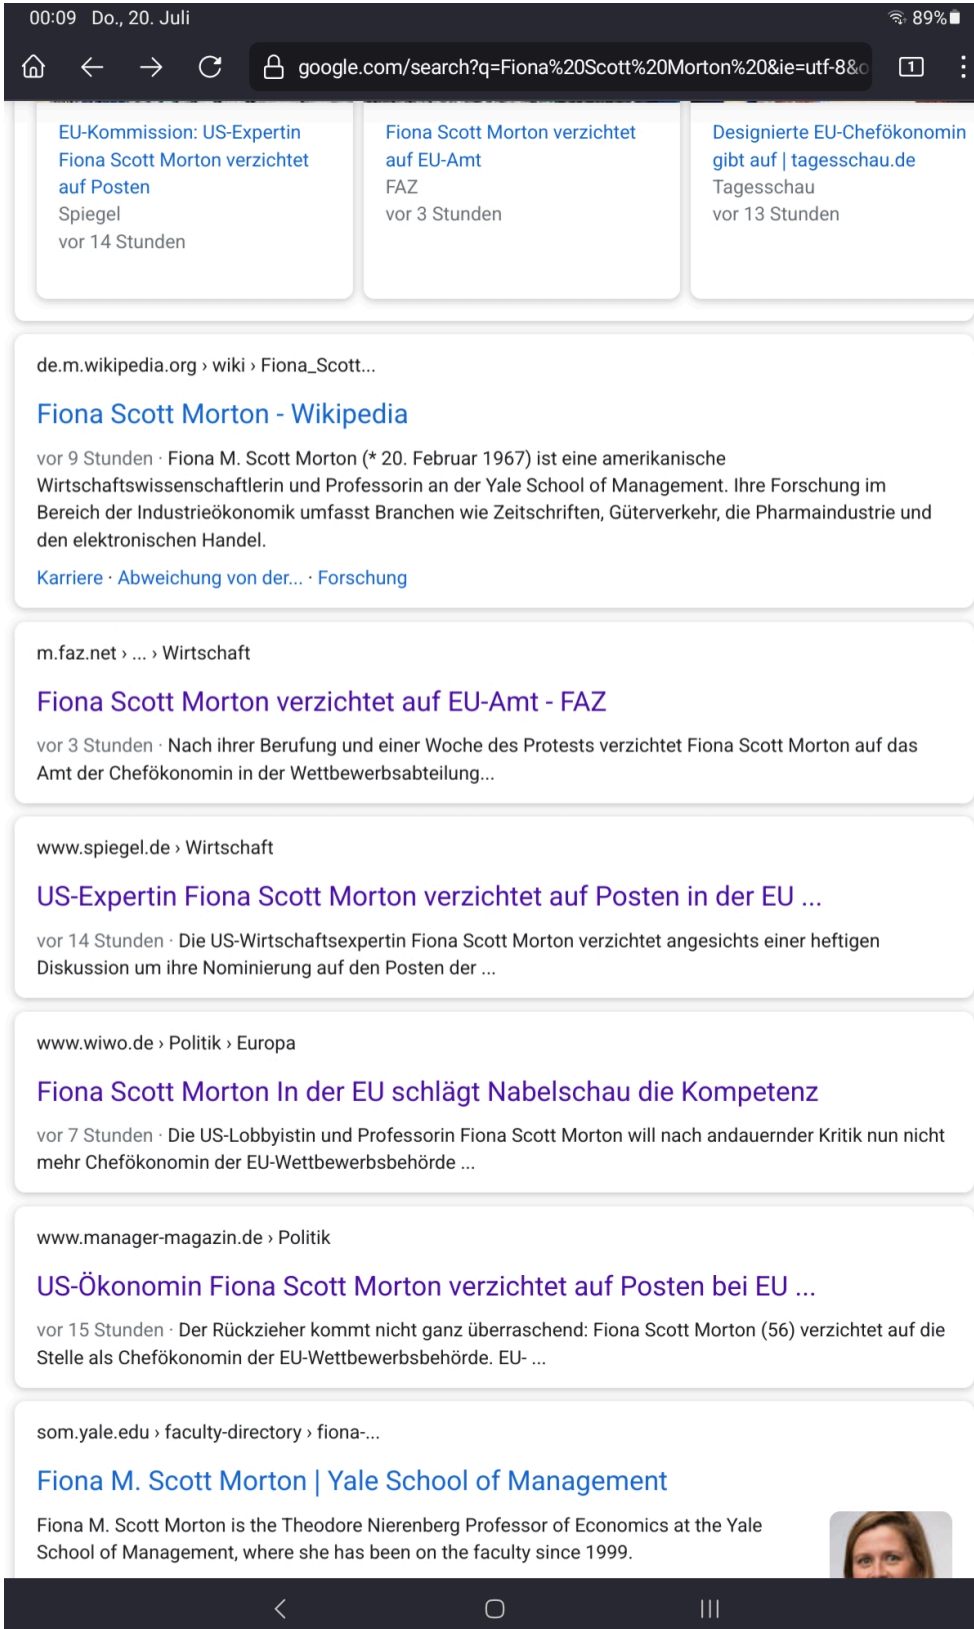 00:09 Do., 20. Juli
89%
google.com/search?q=Fiona%20Scott%20Morton%20&ie=utf-8&o
1
EU-Kommission: US-Expertin
Fiona Scott Morton verzichtet
auf Posten
Spiegel
vor 14 Stunden
Fiona Scott Morton verzichtet
auf EU-Amt
FAZ
vor 3 Stunden
Designierte EU-Chefökonomin
gibt auf | tagesschau.de
Tagesschau
vor 13 Stunden
de.m.wikipedia.org › wiki › Fiona_Scott...
Fiona Scott Morton - Wikipedia
vor 9 Stunden · Fiona M. Scott Morton (* 20. Februar 1967) ist eine amerikanische
Wirtschaftswissenschaftlerin und Professorin an der Yale School of Management. Ihre Forschung im
Bereich der Industrieökonomik umfasst Branchen wie Zeitschriften, Güterverkehr, die Pharmaindustrie und
den elektronischen Handel.
Karriere · Abweichung von der... · Forschung
m.faz.net › ... › Wirtschaft
Fiona Scott Morton verzichtet auf EU-Amt - FAZ
vor 3 Stunden · Nach ihrer Berufung und einer Woche des Protests verzichtet Fiona Scott Morton auf das
Amt der Chefökonomin in der Wettbewerbsabteilung...
www.spiegel.de › Wirtschaft
US-Expertin Fiona Scott Morton verzichtet auf Posten in der EU ...
vor 14 Stunden · Die US-Wirtschaftsexpertin Fiona Scott Morton verzichtet angesichts einer heftigen
Diskussion um ihre Nominierung auf den Posten der ...
www.wiwo.de › Politik › Europa
Fiona Scott Morton In der EU schlägt Nabelschau die Kompetenz
vor 7 Stunden · Die US-Lobbyistin und Professorin Fiona Scott Morton will nach andauernder Kritik nun nicht
mehr Chefökonomin der EU-Wettbewerbsbehörde ...
www.manager-magazin.de › Politik
US-Ökonomin Fiona Scott Morton verzichtet auf Posten bei EU ...
vor 15 Stunden · Der Rückzieher kommt nicht ganz überraschend: Fiona Scott Morton (56) verzichtet auf die
Stelle als Chefökonomin der EU-Wettbewerbsbehörde. EU- ...
som.yale.edu › faculty-directory › fiona-...
Fiona M. Scott Morton | Yale School of Management
Fiona M. Scott Morton is the Theodore Nierenberg Professor of Economics at the Yale
School of Management, where she has been on the faculty since 1999.